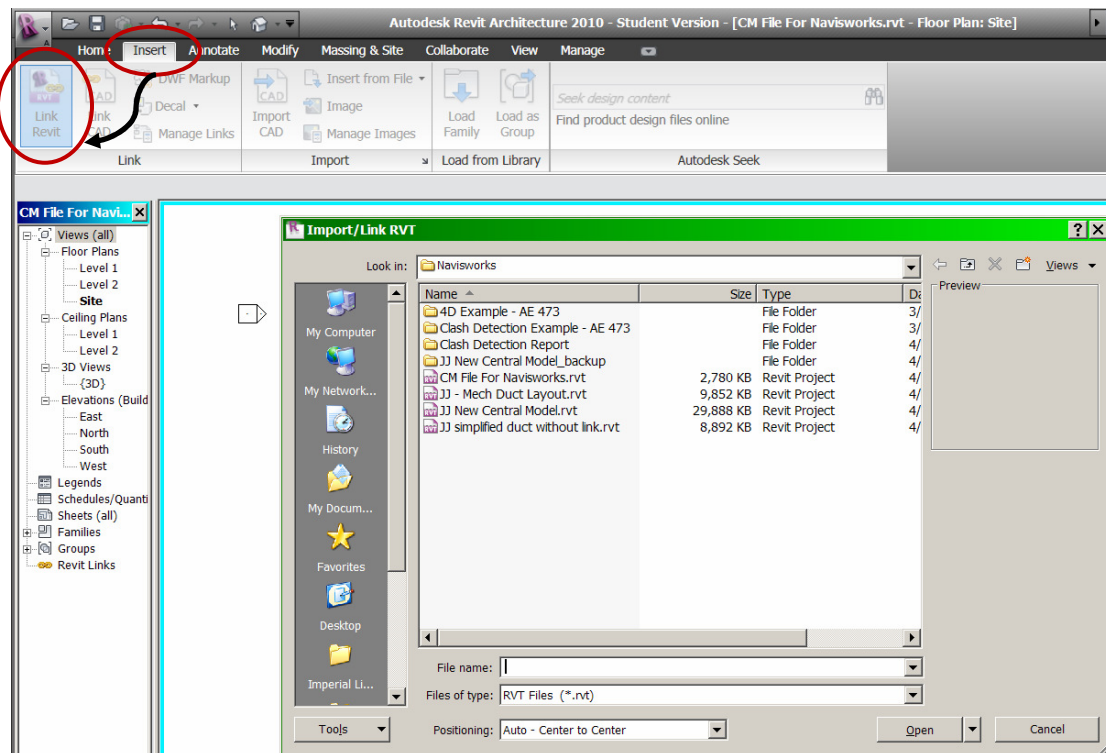 Autodesk Revit Architecture 2010 - Student Version - [CM File For Navisworks.rvt - Floor Plan: Site]
Home Insert Annotate Modify Massing & Site Collaborate View Manage
Link Revit
Link CAD
DWF Markup
Decal
Manage Links
Import CAD
Insert from File
Image
Manage Images
Load Family
Load as Group
Seek design content
Find product design files online
Link Import Load from Library Autodesk Seek
CM File For Navi...
Views (all)
Floor Plans
Level 1
Level 2
Site
Ceiling Plans
Level 1
Level 2
3D Views
{3D}
Elevations (Build
East
North
South
West
Legends
Schedules/Quanti
Sheets (all)
Families
Groups
Revit Links
Import/Link RVT
Look in: Navisworks Views
My Computer
My Network...
History
My Docum...
Favorites
Desktop
Imperial Li...
Name Size Type Da
4D Example - AE 473 File Folder 3/
Clash Detection Example - AE 473 File Folder 3/
Clash Detection Report File Folder 4/
JJ New Central Model_backup File Folder 4/
CM File For Navisworks.rvt 2,780 KB Revit Project 4/
JJ - Mech Duct Layout.rvt 9,852 KB Revit Project 4/
JJ New Central Model.rvt 29,888 KB Revit Project 4/
JJ simplified duct without link.rvt 8,892 KB Revit Project 4/
Preview
File name:
Files of type: RVT Files (*.rvt)
Tools Positioning: Auto - Center to Center Open Cancel